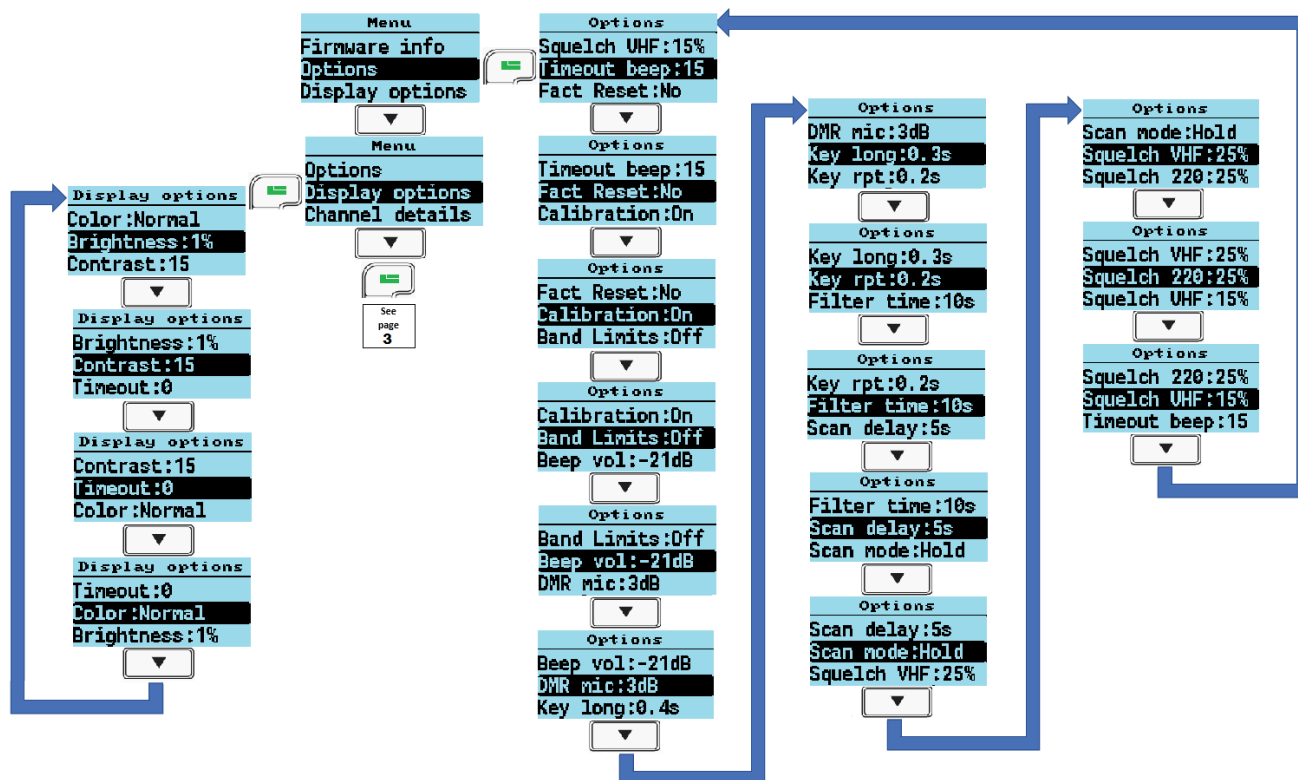 Menu
Firmware info
Options
Display options
Menu
Options
Display options
Channel details
See
page
3
Display options
Color:Normal
Brightness:1%
Contrast:15
Display options
Brightness:1%
Contrast:15
Timeout:0
Display options
Contrast:15
Timeout:0
Color:Normal
Display options
Timeout:0
Color:Normal
Brightness:1%
Options
Squelch VHF:15%
Timeout beep:15
Fact Reset:No
Options
Timeout beep:15
Fact Reset:No
Calibration:On
Options
Fact Reset:No
Calibration:On
Band Limits:Off
Options
Calibration:On
Band Limits:Off
Beep vol:-21dB
Options
Band Limits:Off
Beep vol:-21dB
DMR mic:3dB
Options
Beep vol:-21dB
DMR mic:3dB
Key long:0.4s
Options
DMR mic:3dB
Key long:0.3s
Key rpt:0.2s
Options
Key long:0.3s
Key rpt:0.2s
Filter time:10s
Options
Key rpt:0.2s
Filter time:10s
Scan delay:5s
Options
Filter time:10s
Scan delay:5s
Scan mode:Hold
Options
Scan delay:5s
Scan mode:Hold
Squelch VHF:25%
Options
Scan mode:Hold
Squelch VHF:25%
Squelch 220:25%
Options
Squelch VHF:25%
Squelch 220:25%
Squelch VHF:15%
Options
Squelch 220:25%
Squelch VHF:15%
Timeout beep:15